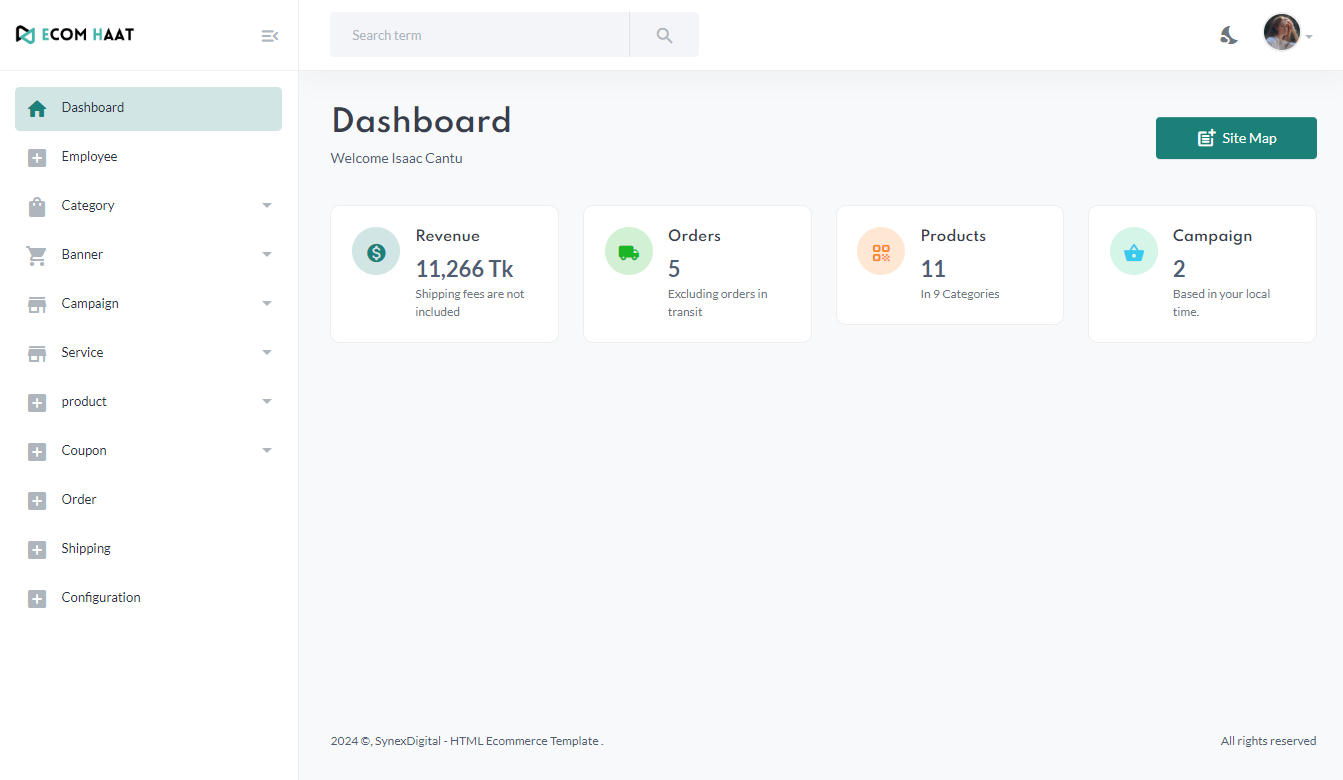 ECOM HAAT
Search term
Dashboard
Employee
Category
Banner
Campaign
Service
product
Coupon
Order
Shipping
Configuration
Dashboard
Welcome Isaac Cantu
Site Map
Revenue
11,266 Tk
Shipping fees are not
included
Orders
5
Excluding orders in
transit
Products
11
In 9 Categories
Campaign
2
Based in your local
time.
2024 ©, SynexDigital - HTML Ecommerce Template .
All rights reserved